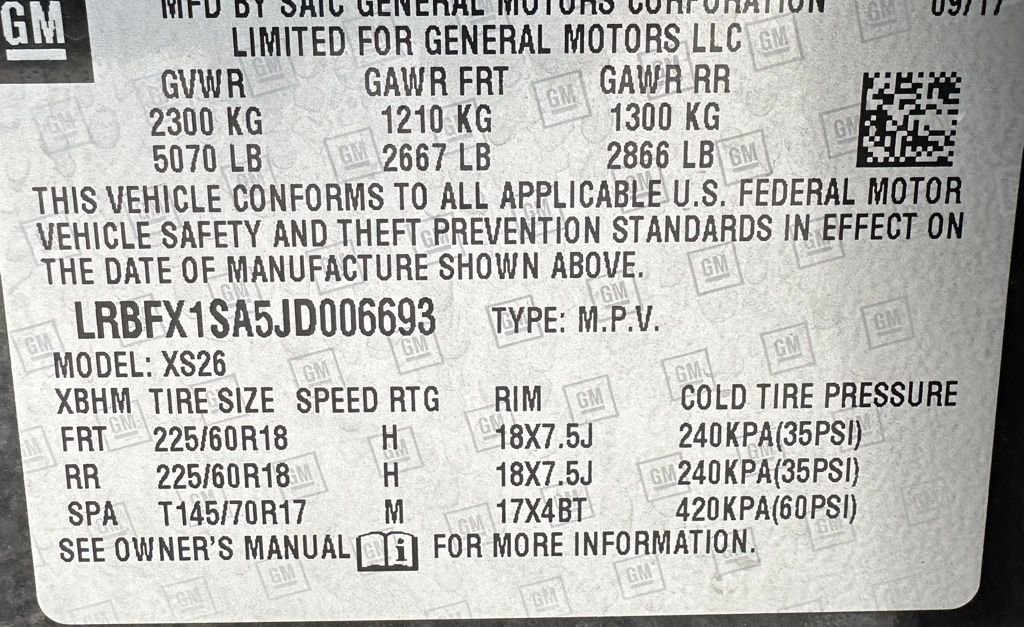 GM
MFD BY SAIC GENERAL MOTORS CORPORATION 09/17
LIMITED FOR GENERAL MOTORS LLC
GVWR GAWR FRT GAWR RR
2300 KG 1210 KG 1300 KG
5070 LB 2667 LB 2866 LB
THIS VEHICLE CONFORMS TO ALL APPLICABLE U.S. FEDERAL MOTOR
VEHICLE SAFETY AND THEFT PREVENTION STANDARDS IN EFFECT ON
THE DATE OF MANUFACTURE SHOWN ABOVE.
LRBFX1SA5JD006693 TYPE: M.P.V.
MODEL: XS26
XBHM TIRE SIZE SPEED RTG RIM COLD TIRE PRESSURE
FRT 225/60R18 H 18X7.5J 240KPA(35PSI)
RR 225/60R18 H 18X7.5J 240KPA(35PSI)
SPA T145/70R17 M 17X4BT 420KPA(60PSI)
SEE OWNER'S MANUAL i FOR MORE INFORMATION.